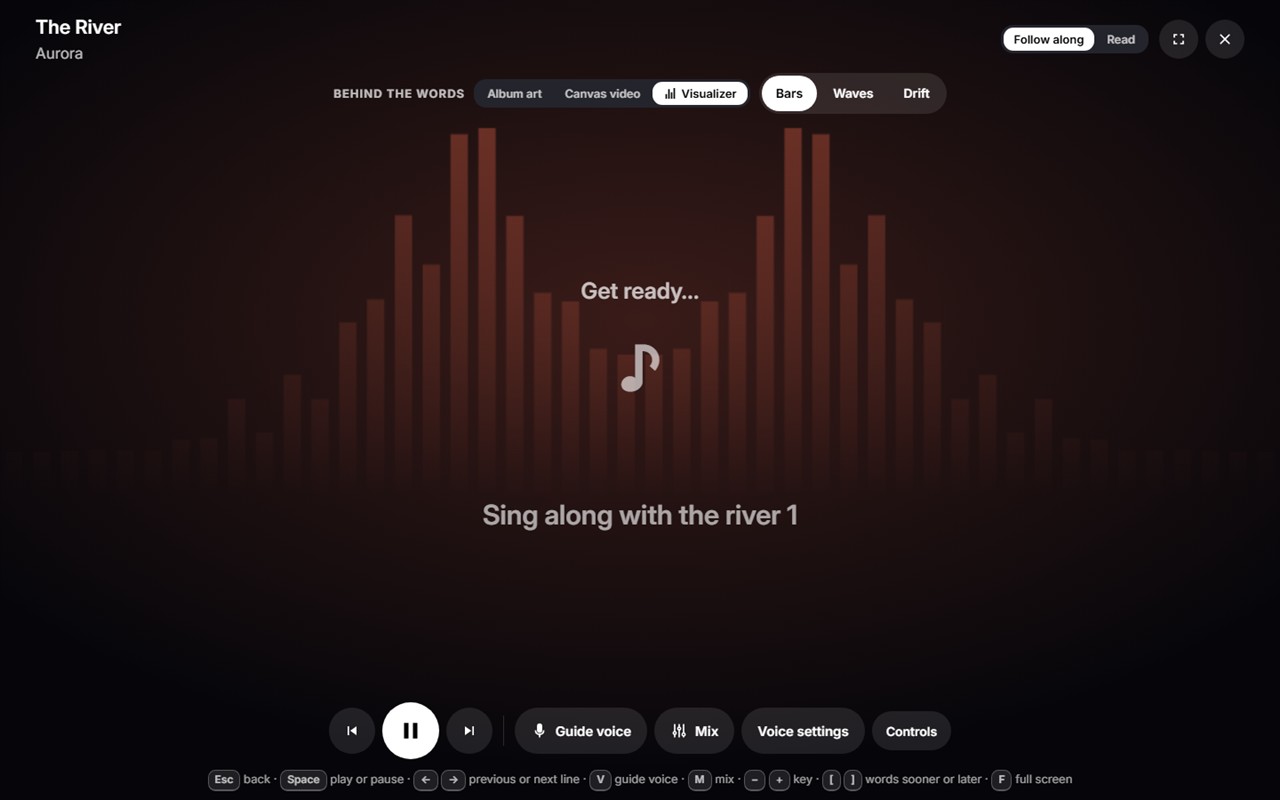 The River
Aurora
Follow along Read
BEHIND THE WORDS Album art Canvas video Visualizer Bars Waves Drift
Get ready...
Sing along with the river 1
Guide voice Mix Voice settings Controls
Esc back · Space play or pause · ← → previous or next line · V guide voice · M mix · − + key · [ ] words sooner or later · F full screen